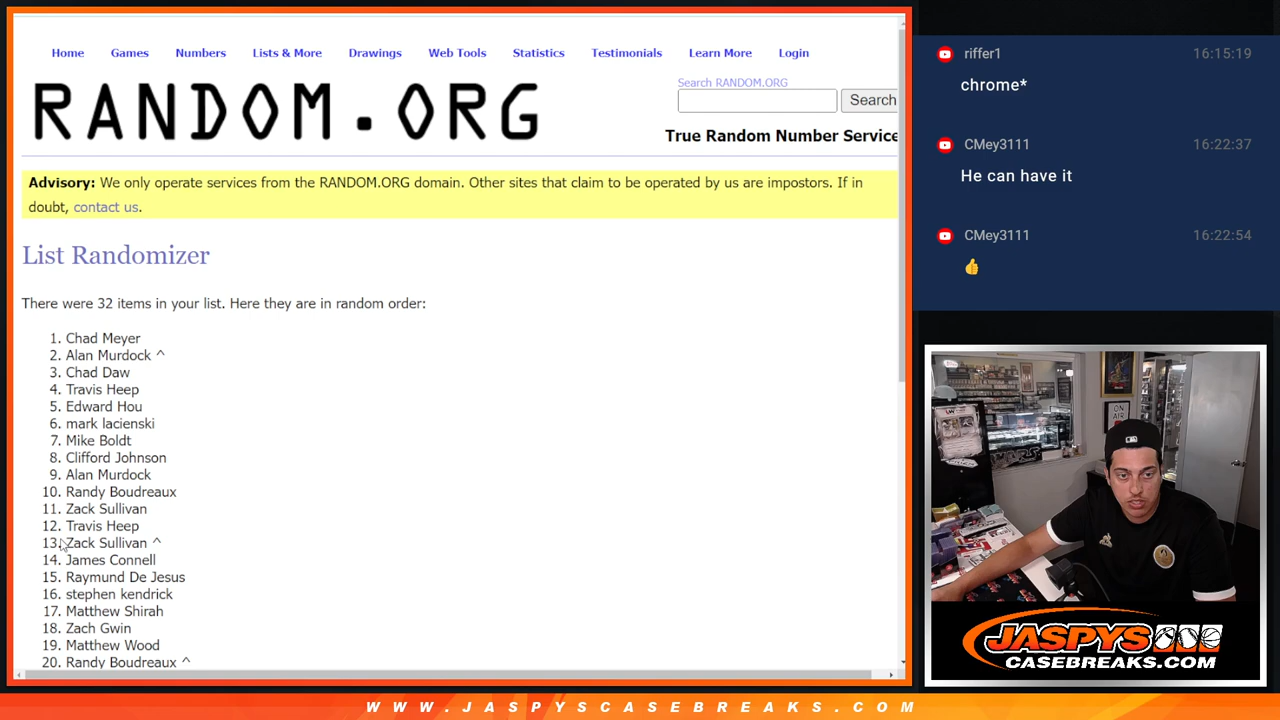 Home Games Numbers Lists & More Drawings Web Tools Statistics Testimonials Learn More Login
RANDOM.ORG
Search RANDOM.ORG
Search
True Random Number Service
Advisory: We only operate services from the RANDOM.ORG domain. Other sites that claim to be operated by us are impostors. If in
doubt, contact us.
List Randomizer
There were 32 items in your list. Here they are in random order:
1. Chad Meyer
2. Alan Murdock ^
3. Chad Daw
4. Travis Heep
5. Edward Hou
6. mark lacienski
7. Mike Boldt
8. Clifford Johnson
9. Alan Murdock
10. Randy Boudreaux
11. Zack Sullivan
12. Travis Heep
13. Zack Sullivan ^
14. James Connell
15. Raymund De Jesus
16. stephen kendrick
17. Matthew Shirah
18. Zach Gwin
19. Matthew Wood
20. Randy Boudreaux ^
riffer1 16:15:19
chrome*
CMey3111 16:22:37
He can have it
CMey3111 16:22:54
👍
ON
AIR
JASPYS
CASEBREAKS.COM
WWW.JASPYSCASEBREAKS.COM